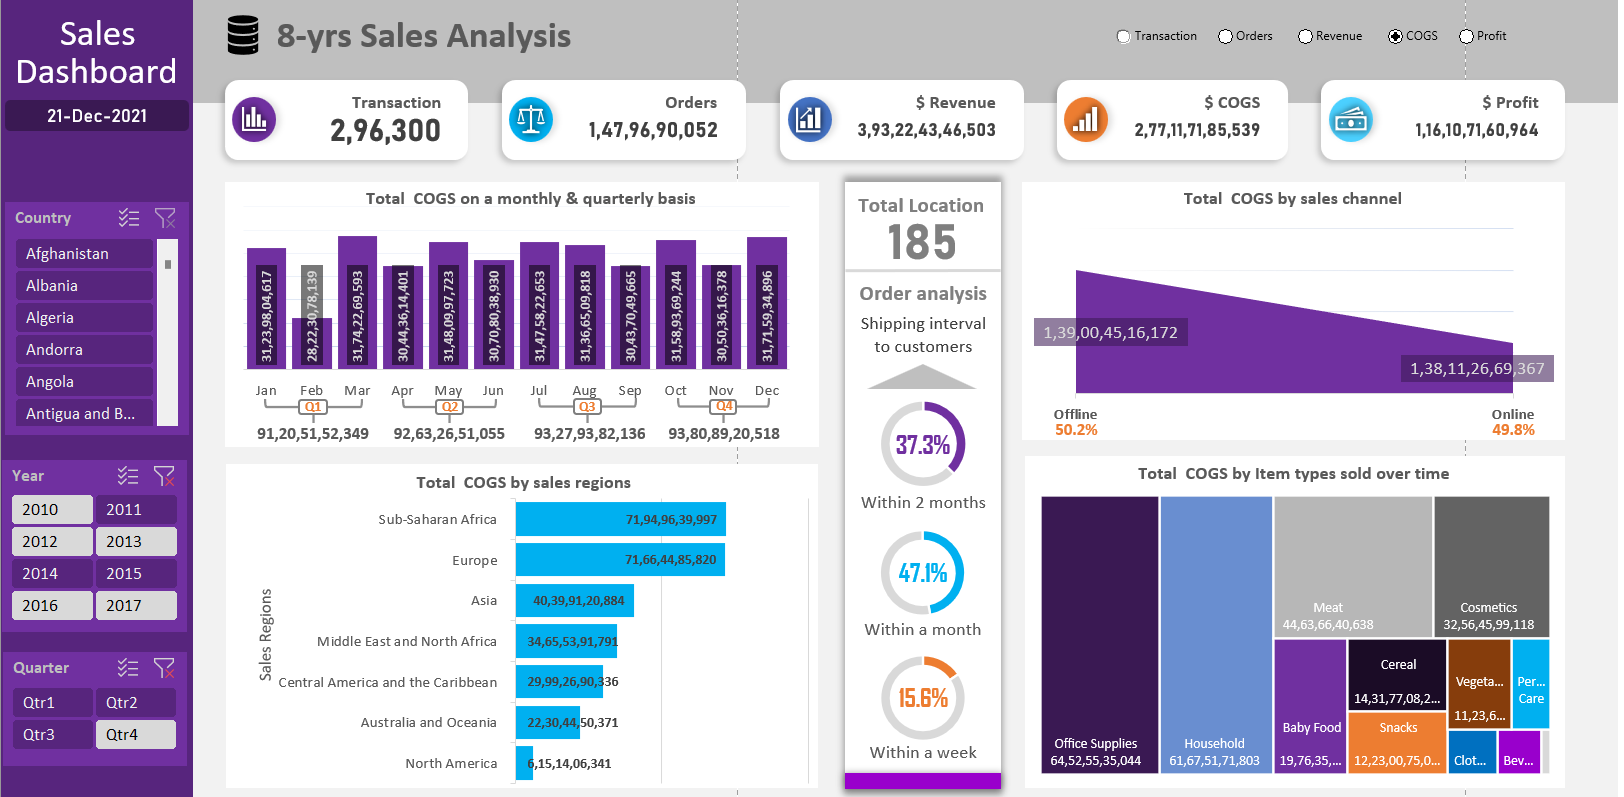 Sales
Dashboard
21-Dec-2021
8-yrs Sales Analysis
Transaction
Orders
Revenue
COGS
Profit
Transaction
2,96,300
Orders
1,47,96,90,052
$ Revenue
3,93,22,43,46,503
$ COGS
2,77,11,71,85,539
$ Profit
1,16,10,71,60,964
Country
Afghanistan
Albania
Algeria
Andorra
Angola
Antigua and B...
Year
2010
2011
2012
2013
2014
2015
2016
2017
Quarter
Qtr1
Qtr2
Qtr3
Qtr4
Total COGS on a monthly & quarterly basis
31,23,98,04,617
28,22,30,78,139
31,74,22,69,593
30,44,36,14,401
31,48,09,97,723
30,70,80,38,930
31,47,58,22,653
31,36,65,09,818
30,43,70,49,665
31,58,93,69,244
30,50,36,16,378
31,71,59,34,896
Jan
Feb
Mar
Apr
May
Jun
Jul
Aug
Sep
Oct
Nov
Dec
Q1
Q2
Q3
Q4
91,20,51,52,349
92,63,26,51,055
93,27,93,82,136
93,80,89,20,518
Total COGS by sales regions
Sales Regions
Sub-Saharan Africa
71,94,96,39,997
Europe
71,66,44,85,820
Asia
40,39,91,20,884
Middle East and North Africa
34,65,53,91,791
Central America and the Caribbean
29,99,26,90,336
Australia and Oceania
22,30,44,50,371
North America
6,15,14,06,341
Total Location
185
Order analysis
Shipping interval
to customers
37.3%
Within 2 months
47.1%
Within a month
15.6%
Within a week
Total COGS by sales channel
1,39,00,45,16,172
1,38,11,26,69,367
Offline
50.2%
Online
49.8%
Total COGS by Item types sold over time
Office Supplies
64,52,55,35,044
Household
61,67,51,71,803
Meat
44,63,66,40,638
Cosmetics
32,56,45,99,118
Baby Food
19,76,35,...
Cereal
14,31,77,08,2...
Snacks
12,23,00,75,0...
Vegeta...
11,23,6...
Per...
Care
Clot...
Bev...